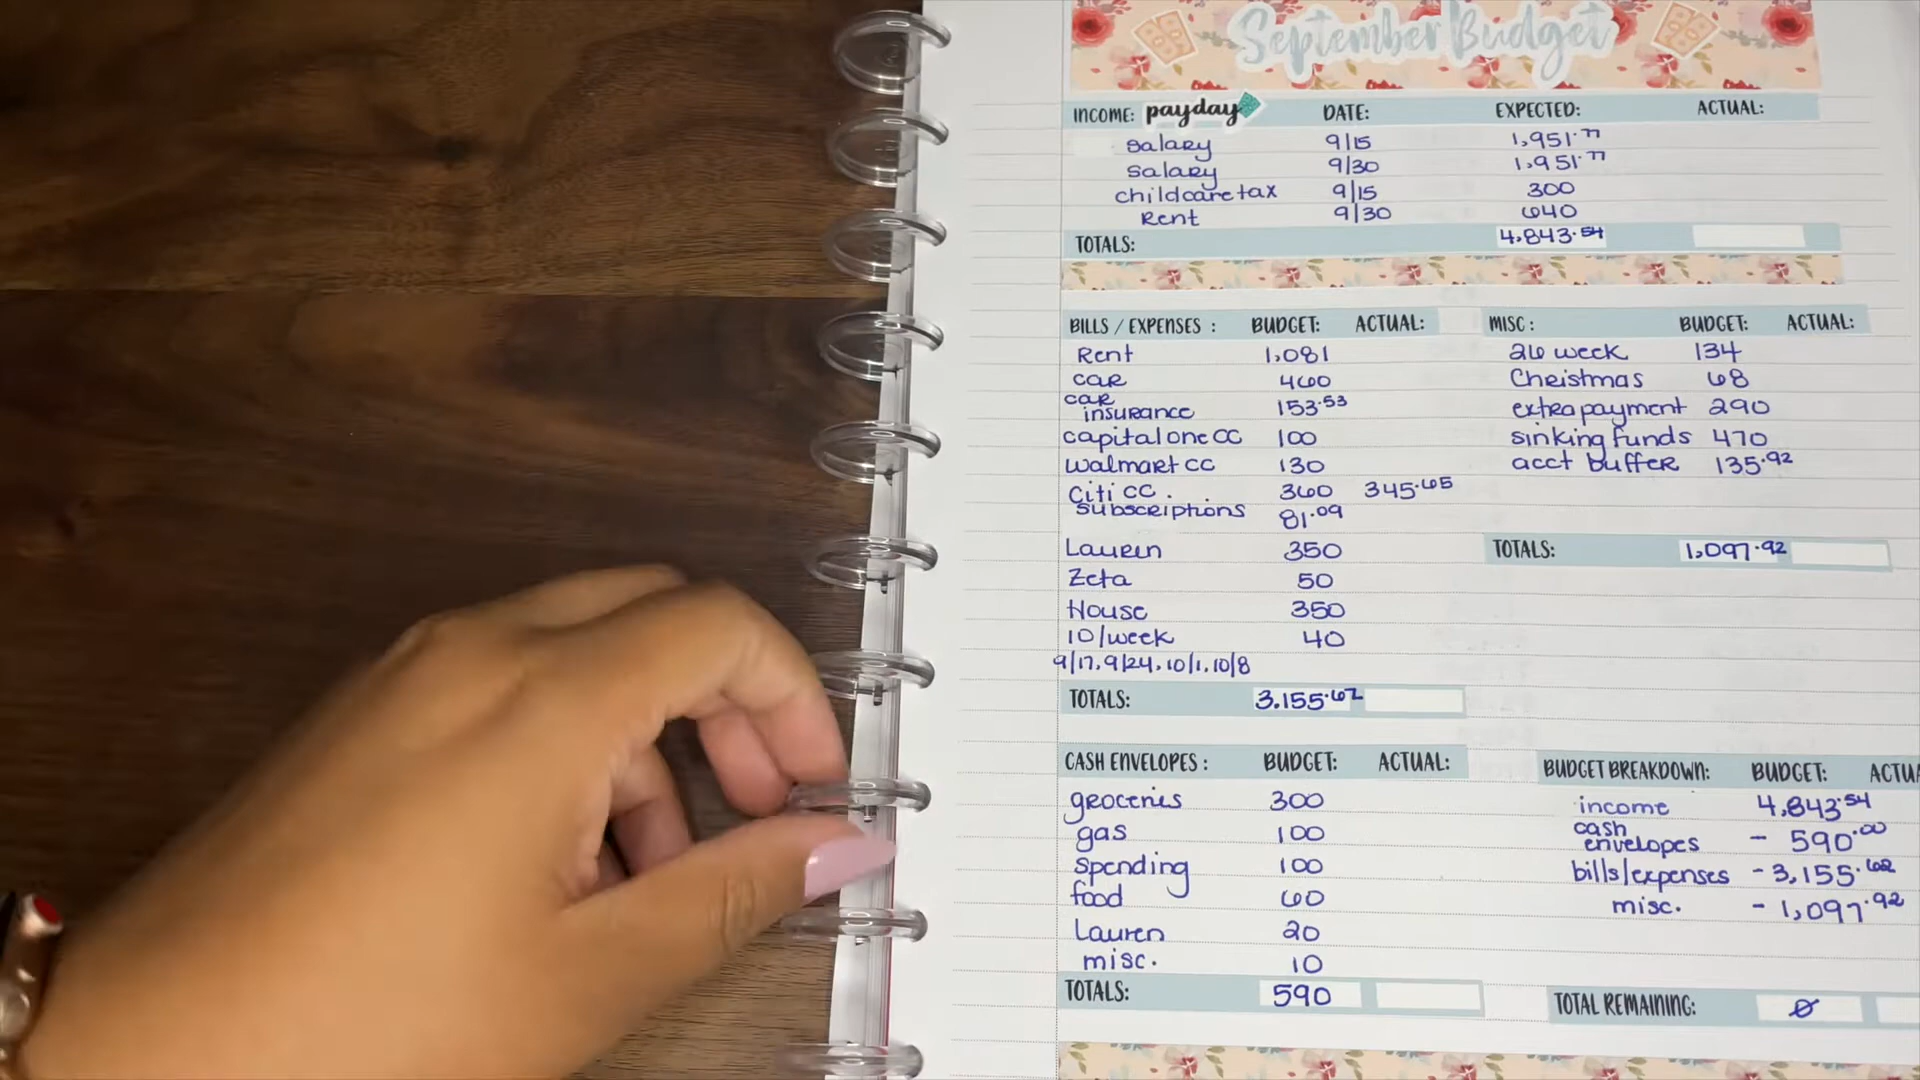 September Budget
INCOME: payday DATE: EXPECTED: ACTUAL:
salary 9/15 1,951.77
salary 9/30 1,951.77
childcare tax 9/15 300
Rent 9/30 640
TOTALS: 4,843.54
BILLS / EXPENSES : BUDGET: ACTUAL:
Rent 1,081
car 460
car insurance 153.53
capital one CC 100
walmart cc 130
Citi CC. 360 345.65
subscriptions 81.09
Lauren 350
Zeta 50
House 350
10/week 40
9/17, 9/24, 10/1, 10/8
TOTALS: 3,155.62
MISC : BUDGET: ACTUAL:
26 week 134
Christmas 68
extra payment 290
sinking funds 470
acct buffer 135.92
TOTALS: 1,097.92
CASH ENVELOPES : BUDGET: ACTUAL:
groceries 300
gas 100
spending 100
food 60
Lauren 20
misc. 10
TOTALS: 590
BUDGET BREAKDOWN: BUDGET: ACTU
income 4,843.54
cash envelopes - 590.00
bills/expenses - 3,155.62
misc. - 1,097.92
TOTAL REMAINING: 0